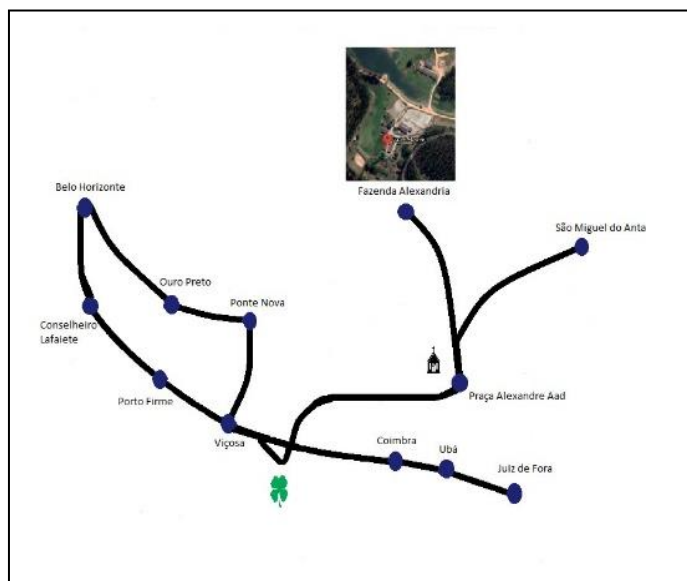 Fazenda Alexandria
Belo Horizonte
São Miguel do Anta
Ouro Preto
Ponte Nova
Conselheiro
Lafaiete
Porto Firme
Praça Alexandre Aad
Viçosa
Coimbra
Ubá
Juiz de Fora